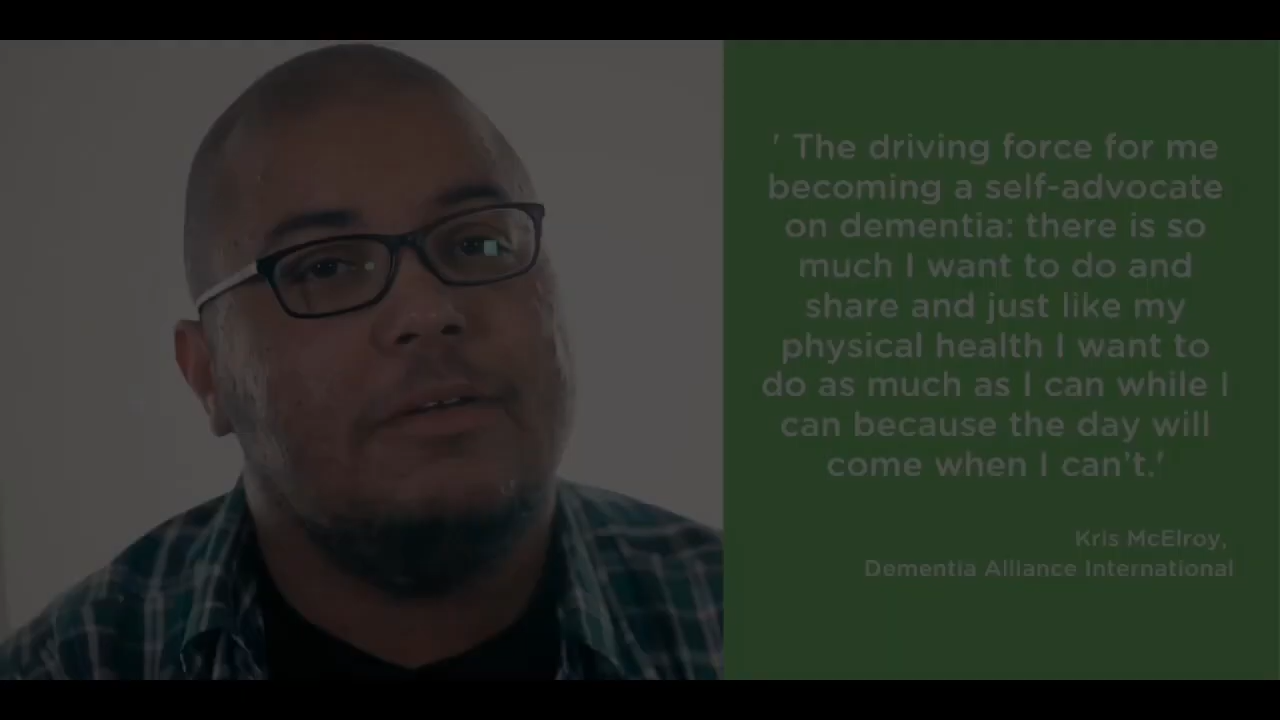 ' The driving force for me
becoming a self-advocate
on dementia: there is so
much I want to do and
share and just like my
physical health I want to
do as much as I can while I
can because the day will
come when I can't.'
Kris McElroy,
Dementia Alliance International